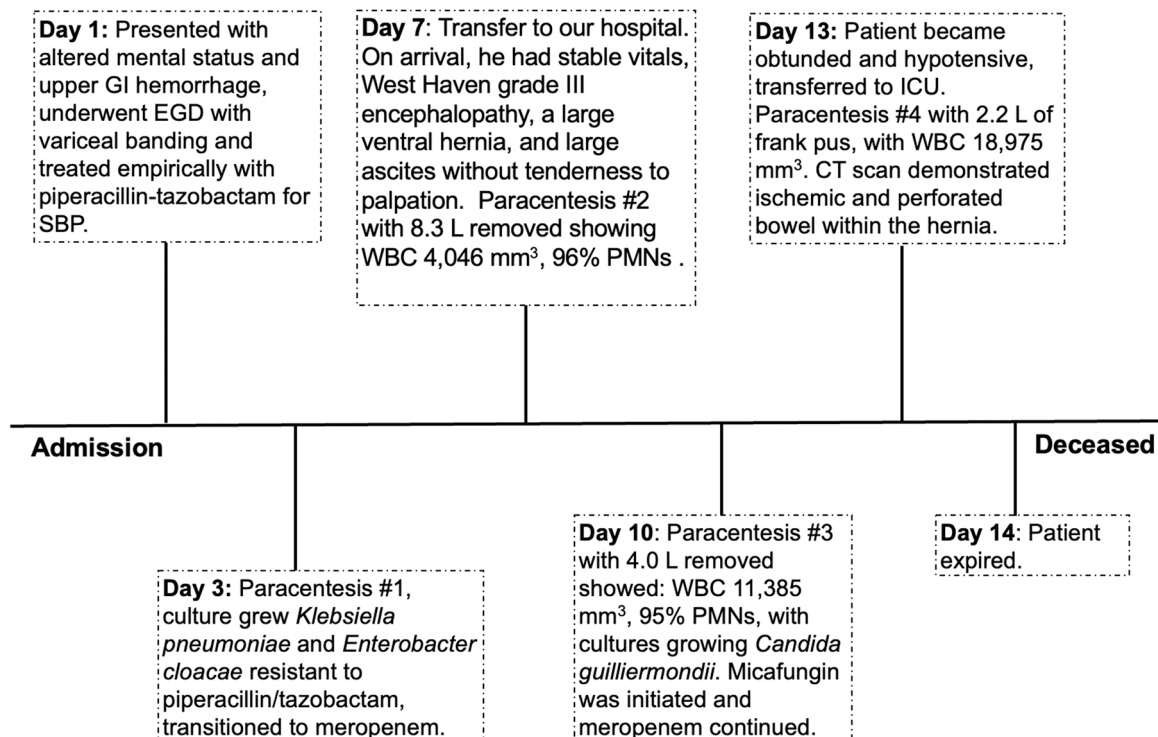 Day 1: Presented with
altered mental status and
upper GI hemorrhage,
underwent EGD with
variceal banding and
treated empirically with
piperacillin-tazobactam for
SBP.
Day 7: Transfer to our hospital.
On arrival, he had stable vitals,
West Haven grade III
encephalopathy, a large
ventral hernia, and large
ascites without tenderness to
palpation. Paracentesis #2
with 8.3 L removed showing
WBC 4,046 mm³, 96% PMNs .
Day 13: Patient became
obtunded and hypotensive,
transferred to ICU.
Paracentesis #4 with 2.2 L of
frank pus, with WBC 18,975
mm³. CT scan demonstrated
ischemic and perforated
bowel within the hernia.
Admission
Deceased
Day 3: Paracentesis #1,
culture grew Klebsiella
pneumoniae and Enterobacter
cloacae resistant to
piperacillin/tazobactam,
transitioned to meropenem.
Day 10: Paracentesis #3
with 4.0 L removed
showed: WBC 11,385
mm³, 95% PMNs, with
cultures growing Candida
guilliermondii. Micafungin
was initiated and
meropenem continued.
Day 14: Patient
expired.